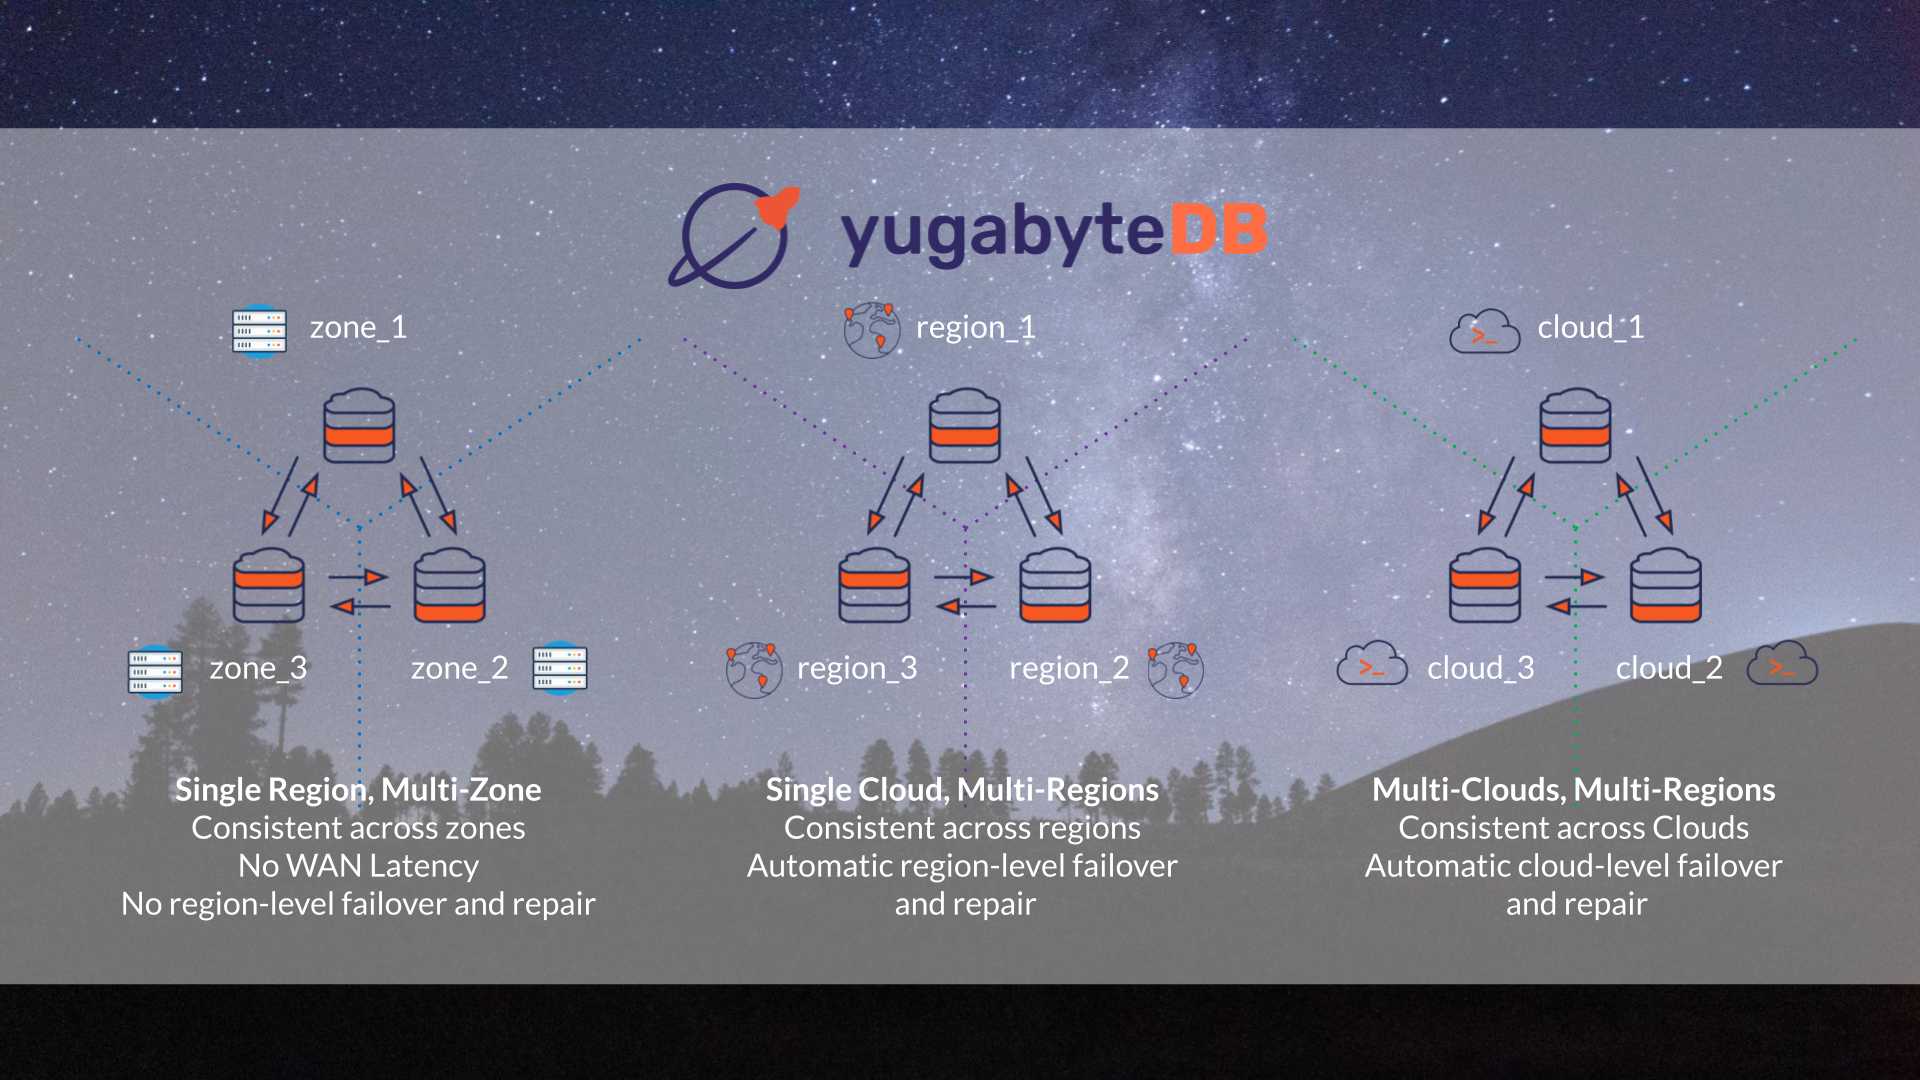 yugabyteDB
zone_1
zone_3
zone_2
Single Region, Multi-Zone
Consistent across zones
No WAN Latency
No region-level failover and repair
region_1
region_3
region_2
Single Cloud, Multi-Regions
Consistent across regions
Automatic region-level failover
and repair
cloud_1
>_
>_
cloud_3
cloud_2
>_
Multi-Clouds, Multi-Regions
Consistent across Clouds
Automatic cloud-level failover
and repair